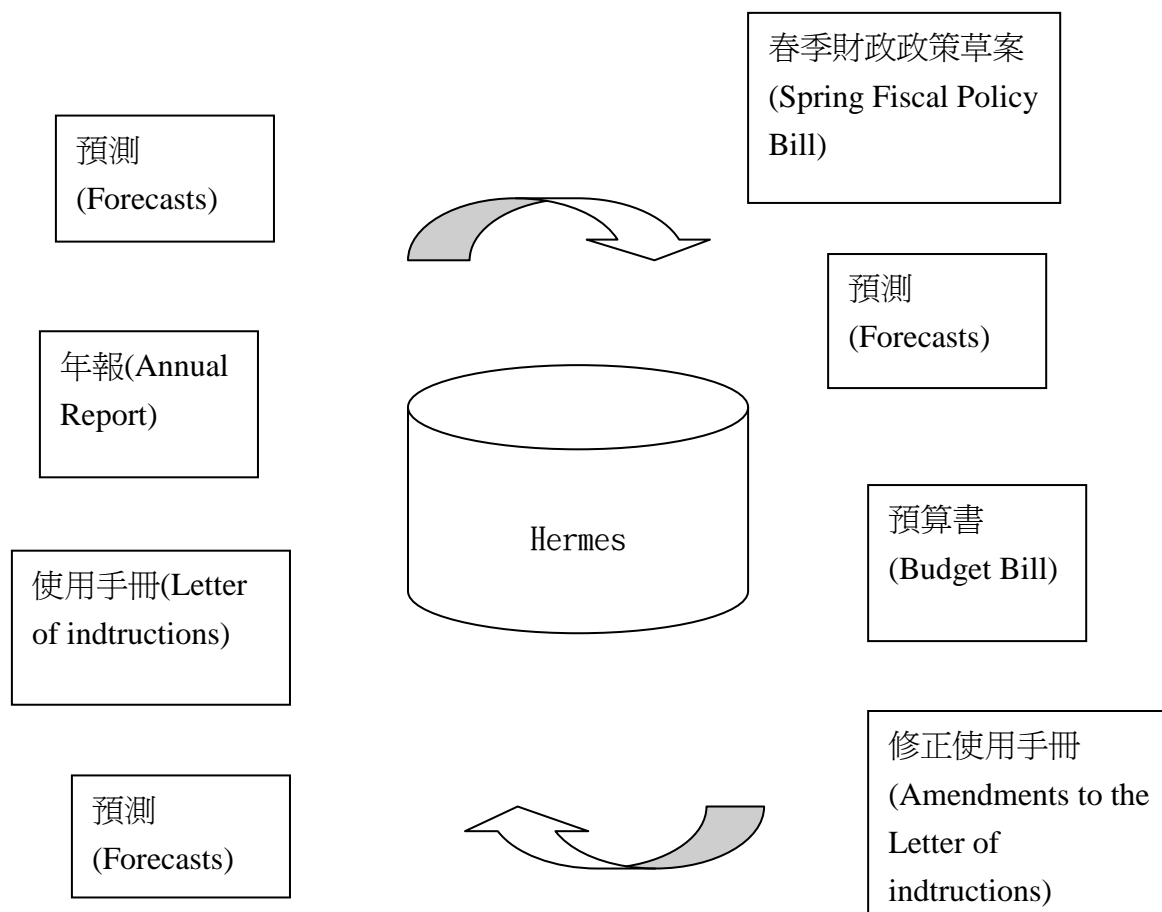 春季財政政策草案
(Spring Fiscal Policy
Bill)
預測
(Forecasts)
預測
(Forecasts)
年報(Annual
Report)
Hermes
預算書
(Budget Bill)
使用手冊(Letter
of indtructions)
修正使用手冊
(Amendments to the
Letter of
indtructions)
預測
(Forecasts)